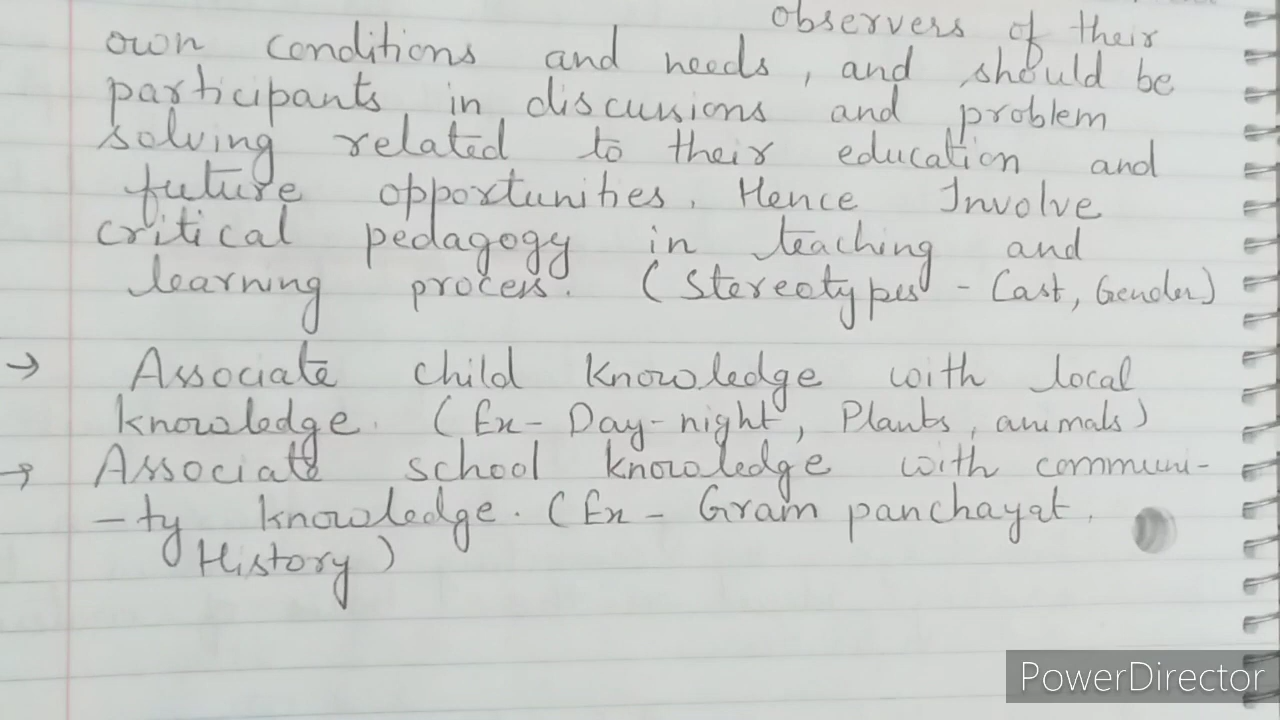 observers of their
own conditions and needs, and should be
participants in discussions and problem
solving related to their education and
future opportunities. Hence Involve
critical pedagogy in teaching and
learning process. (Stereotypes - Cast, Gender)
→ Associate child knowledge with local
knowledge. (Ex- Day-night, Plants, animals)
→ Associate school knowledge with communi-
-ty knowledge. (Ex - Gram panchayat.
History)
PowerDirector